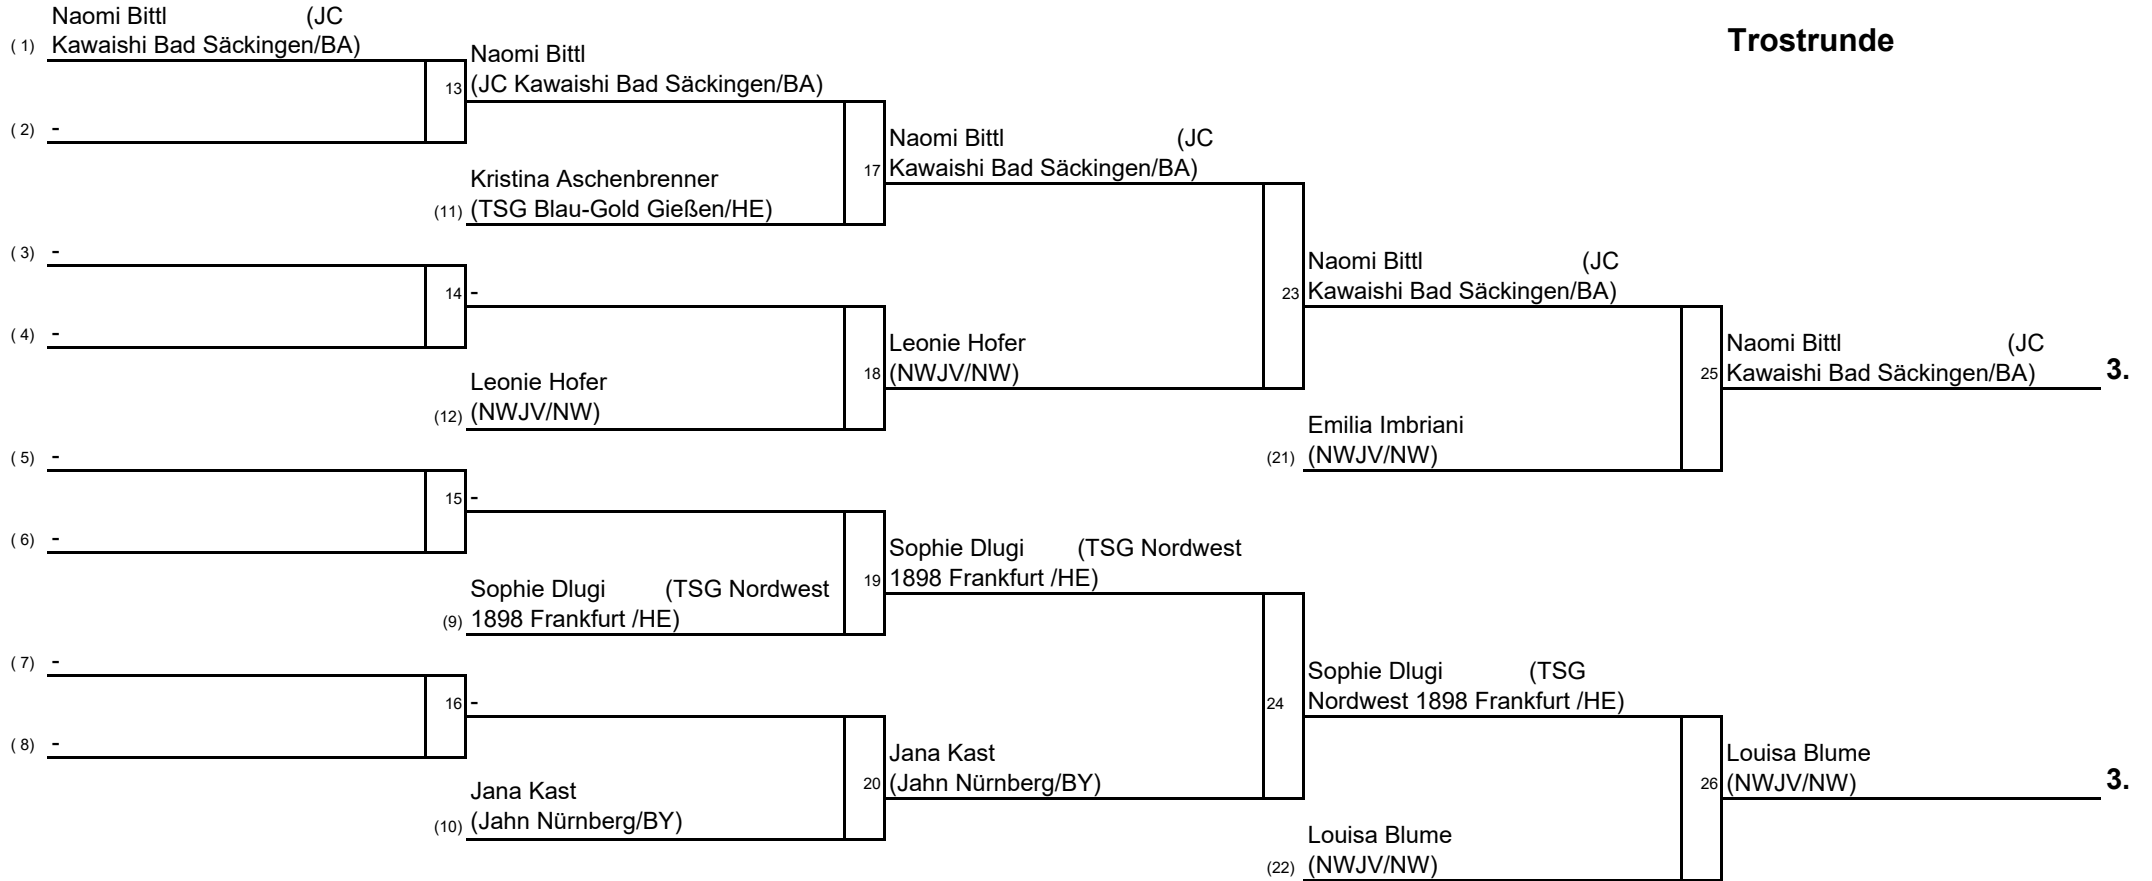 Trostrunde
Naomi Bittl (JC
(1) Kawaishi Bad Säckingen/BA)
(2) -
(3) -
(4) -
(5) -
(6) -
(7) -
(8) -
13
Naomi Bittl
(JC Kawaishi Bad Säckingen/BA)
Kristina Aschenbrenner
(11) (TSG Blau-Gold Gießen/HE)
14 -
Leonie Hofer
(12) (NWJV/NW)
15 -
Sophie Dlugi (TSG Nordwest
(9) 1898 Frankfurt /HE)
16 -
Jana Kast
(10) (Jahn Nürnberg/BY)
Naomi Bittl (JC
17 Kawaishi Bad Säckingen/BA)
Leonie Hofer
18 (NWJV/NW)
Sophie Dlugi (TSG Nordwest
19 1898 Frankfurt /HE)
Jana Kast
20 (Jahn Nürnberg/BY)
Naomi Bittl (JC
23 Kawaishi Bad Säckingen/BA)
Emilia Imbriani
(21) (NWJV/NW)
Sophie Dlugi (TSG
24 Nordwest 1898 Frankfurt /HE)
Louisa Blume
(22) (NWJV/NW)
Naomi Bittl (JC
25 Kawaishi Bad Säckingen/BA) 3.
Louisa Blume
26 (NWJV/NW) 3.